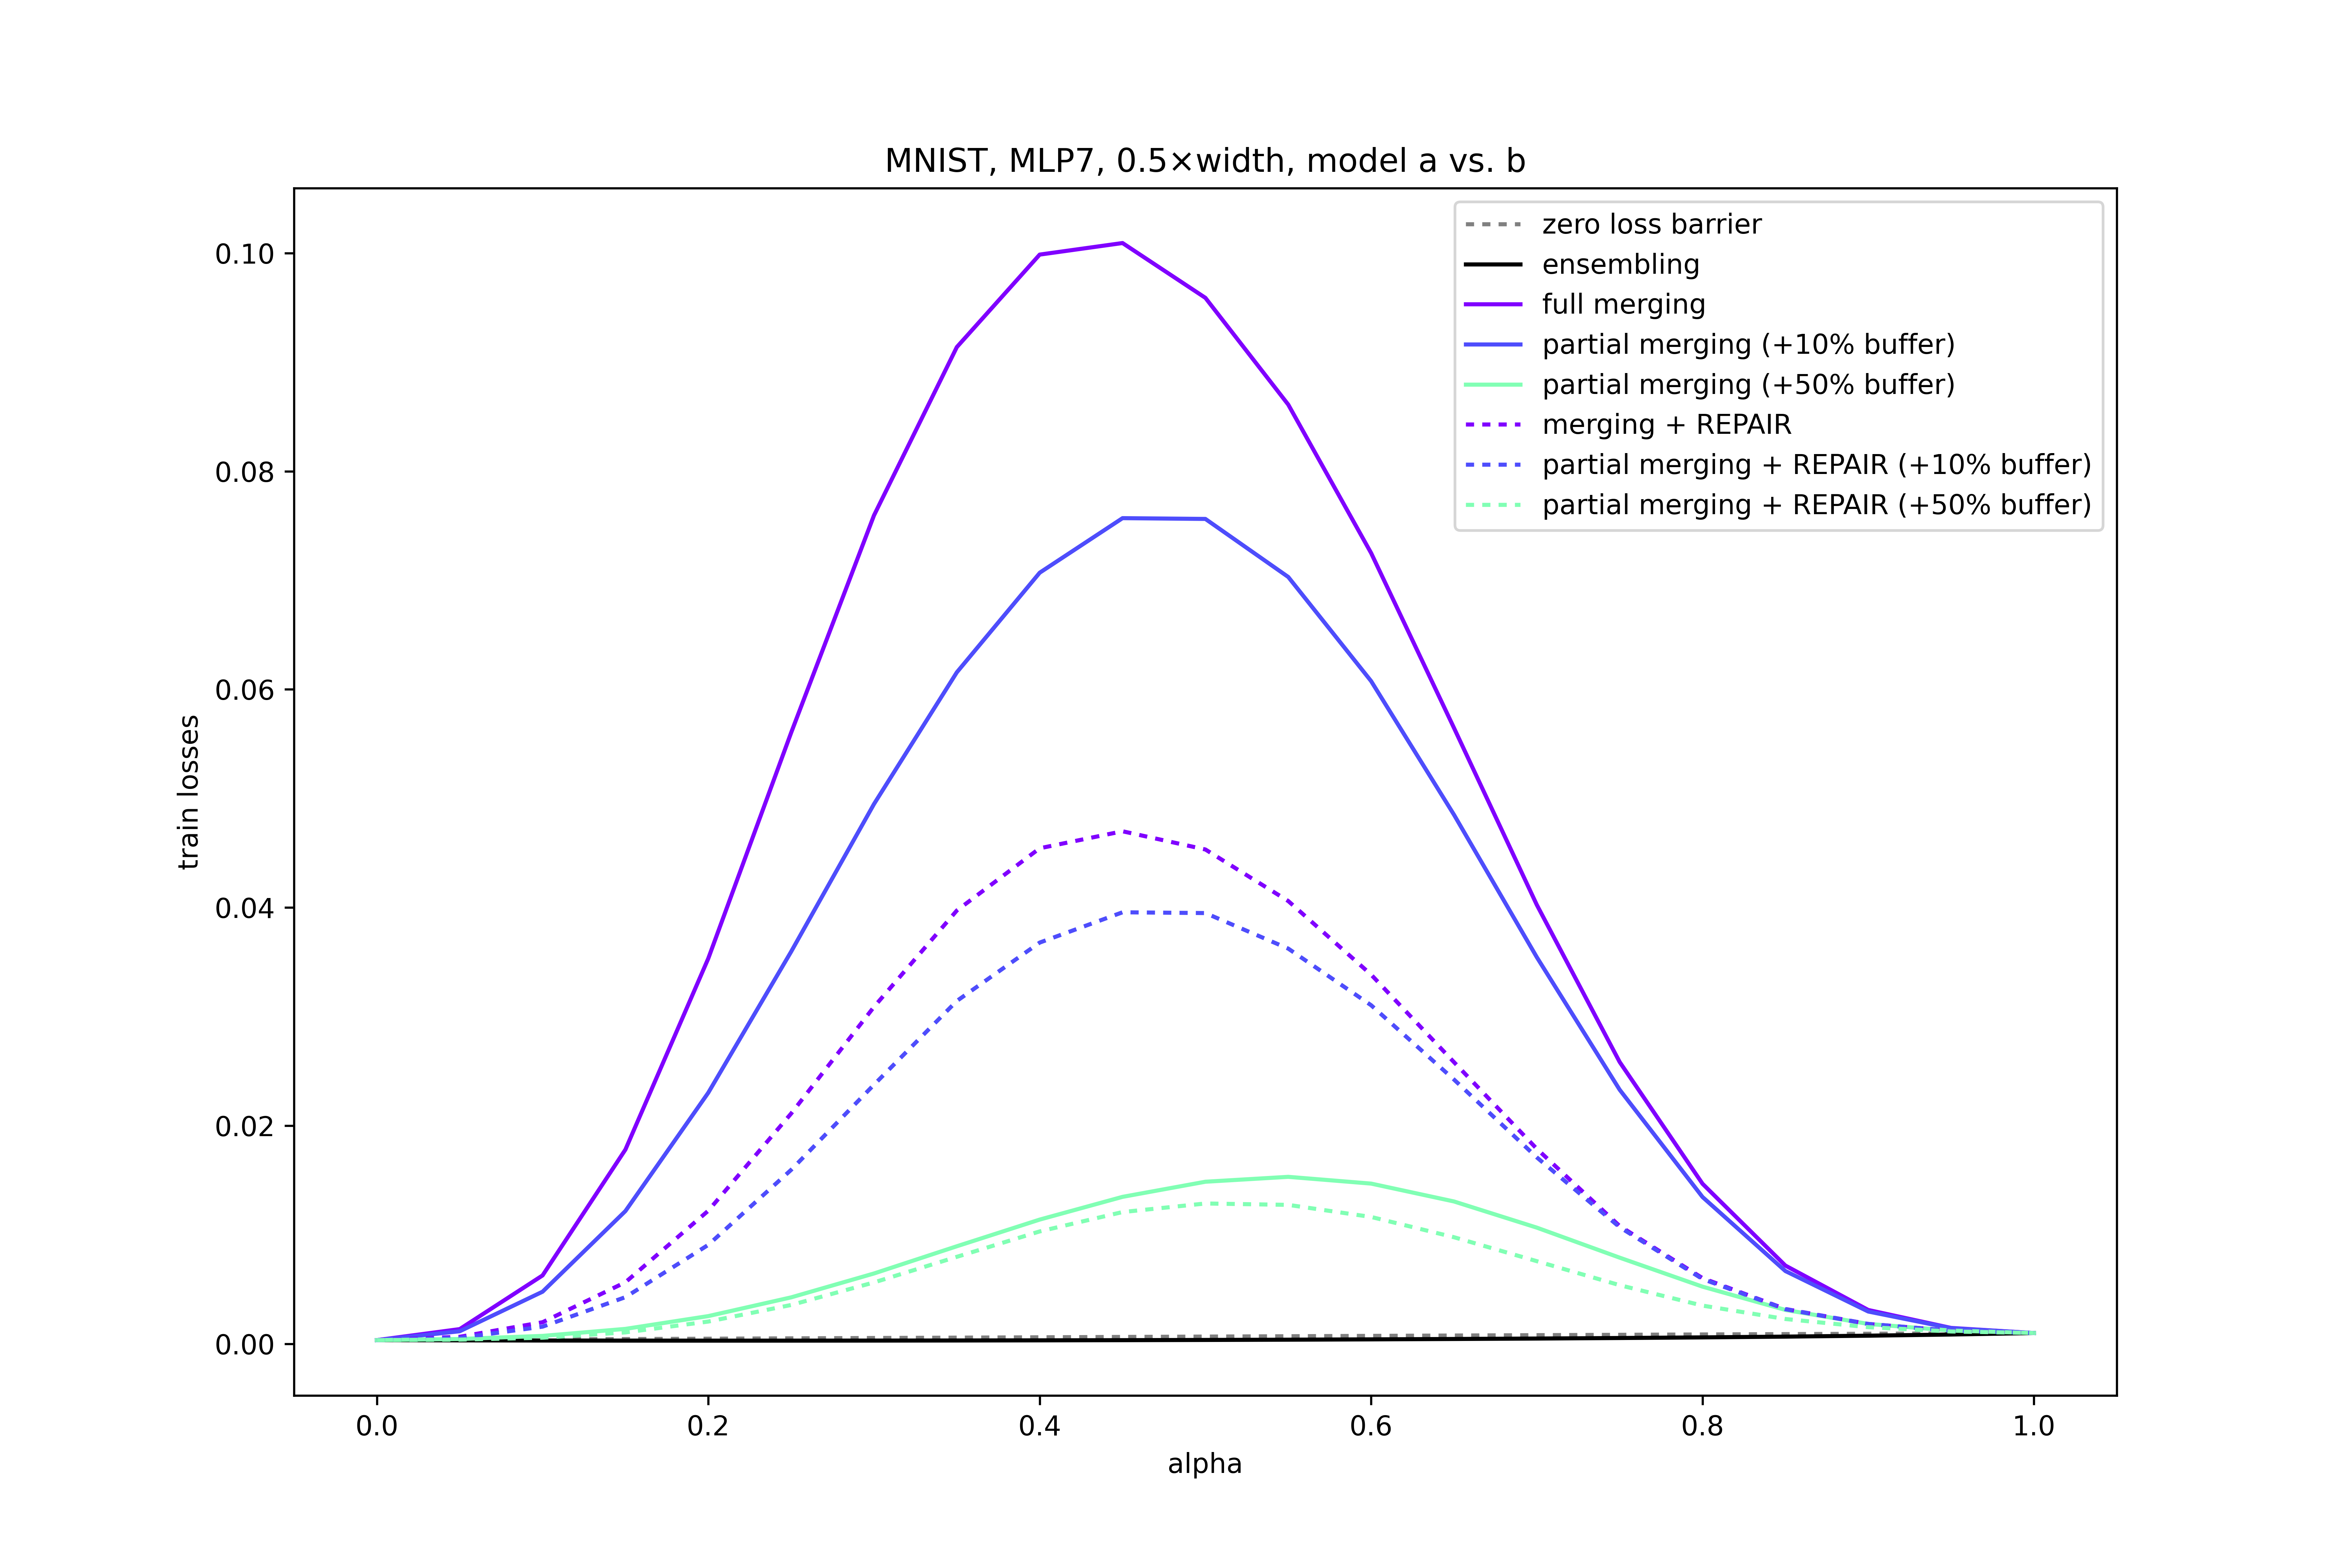 MNIST, MLP7, 0.5×width, model a vs. b
zero loss barrier
ensembling
full merging
partial merging (+10% buffer)
partial merging (+50% buffer)
merging + REPAIR
partial merging + REPAIR (+10% buffer)
partial merging + REPAIR (+50% buffer)
0.10
0.08
0.06
0.04
0.02
0.00
train losses
0.0 0.2 0.4 0.6 0.8 1.0
alpha